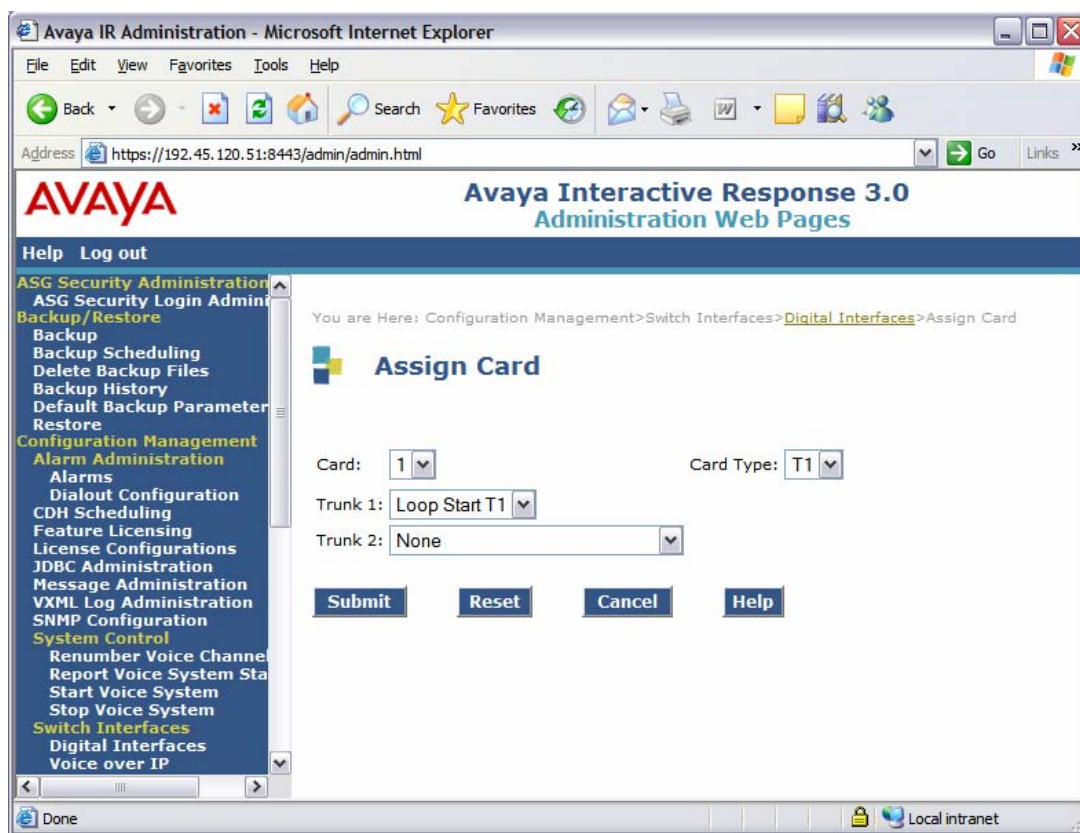 Avaya IR Administration - Microsoft Internet Explorer
File Edit View Favorites Tools Help
Back Search Favorites
Address https://192.45.120.51:8443/admin/admin.html Go Links »
AVAYA
Avaya Interactive Response 3.0
Administration Web Pages
Help Log out
ASG Security Administration
ASG Security Login Admini
Backup/Restore
Backup
Backup Scheduling
Delete Backup Files
Backup History
Default Backup Parameter
Restore
Configuration Management
Alarm Administration
Alarms
Dialout Configuration
CDH Scheduling
Feature Licensing
License Configurations
JDBC Administration
Message Administration
VXML Log Administration
SNMP Configuration
System Control
Renumber Voice Channel
Report Voice System Sta
Start Voice System
Stop Voice System
Switch Interfaces
Digital Interfaces
Voice over IP
You are Here: Configuration Management>Switch Interfaces>Digital Interfaces>Assign Card
Assign Card
Card: 1 Card Type: T1
Trunk 1: Loop Start T1
Trunk 2: None
Submit Reset Cancel Help
Done Local intranet